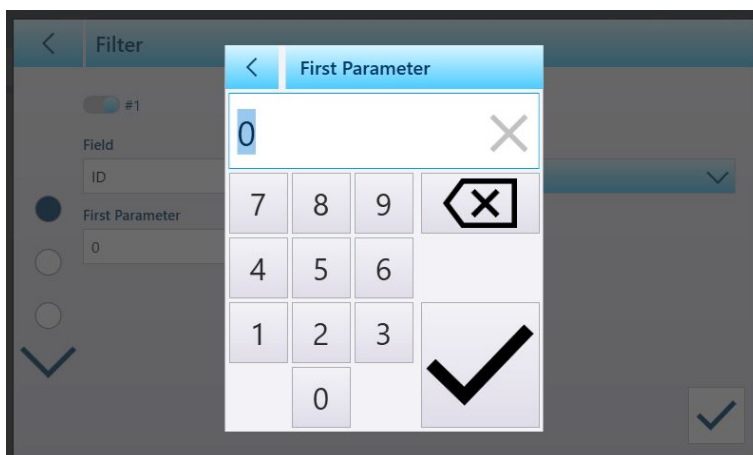 Filter
First Parameter
#1
0
Field
ID
7 8 9
First Parameter
0
4 5 6
1 2 3
0